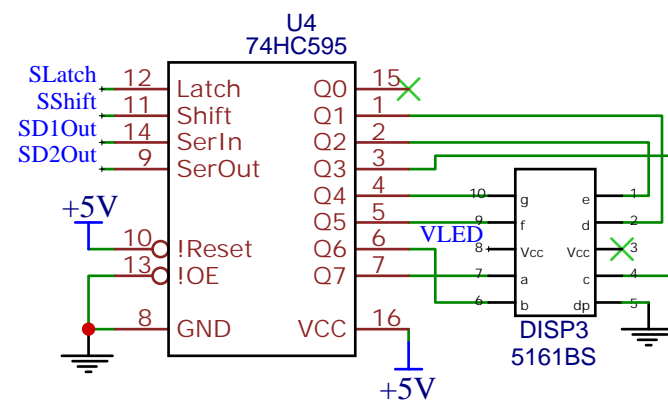 U4
74HC595
SLatch 12 Latch Q0 15
SShift 11 Shift Q1 1
SD1Out 14 SerIn Q2 2
SD2Out 9 SerOut Q3 3
Q4 4 10 g e 1
+5V Q5 5 9 f d 2
10 !Reset Q6 6 VLED 8 Vcc Vcc 3
13 !OE Q7 7 7 a c 4
6 b dp 5
8 GND VCC 16
DISP3
5161BS
+5V